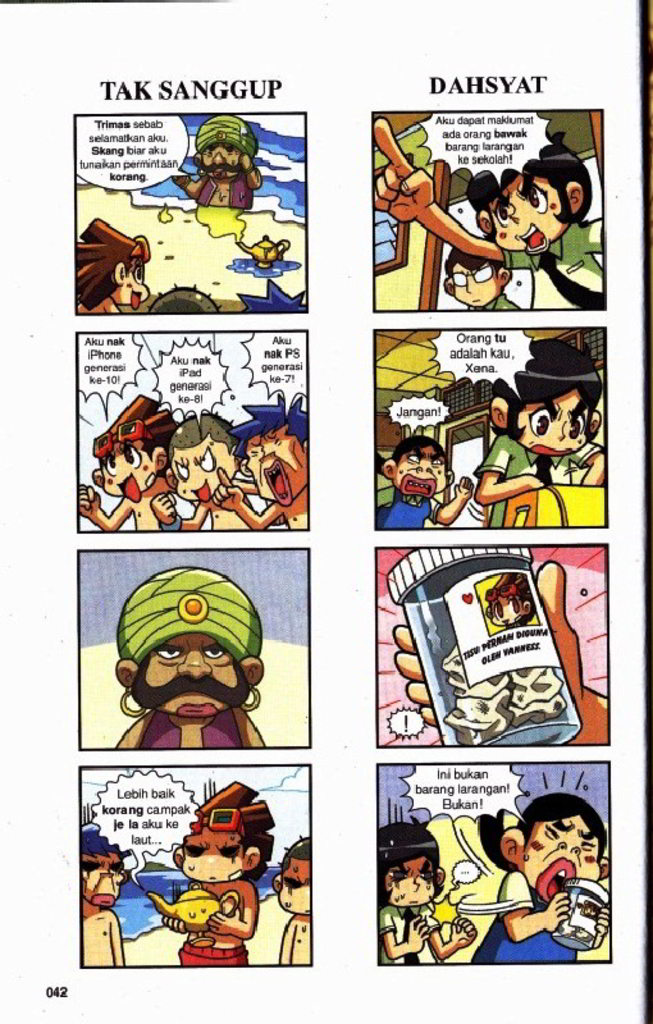 TAK SANGGUP
Trimas sebab
selamatkan aku.
Skang biar aku
tunaikan permintaan
korang.
Aku nak
iPhone
generasi
ke-10!
Aku nak
iPad
generasi
ke-8!
Aku
nak PS
generasi
ke-7!
Lebih baik
korang campak
je la aku ke
laut...
DAHSYAT
Aku dapat maklumat
ada orang bawak
barang larangan
ke sekolah!
Orang tu
adalah kau,
Xena.
Jangan!
TISU PERNAH DIGUNA
OLEH VANNESS.
!
Ini bukan
barang larangan!
Bukan!
...
042